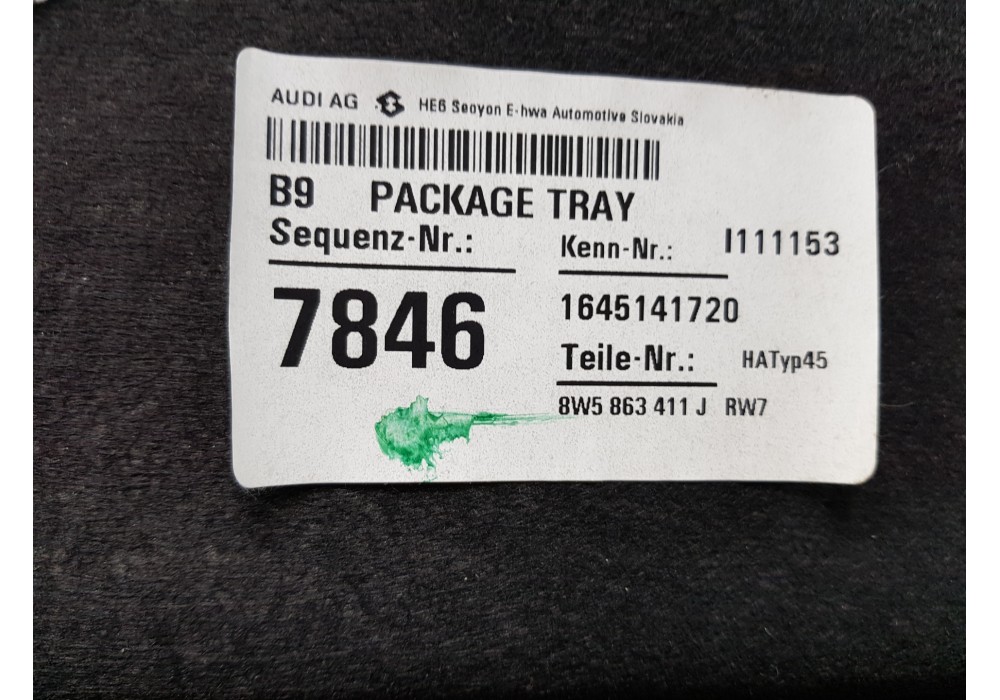 AUDI AG HE6 Seoyon E-hwa Automotive Slovakia
B9 PACKAGE TRAY
Sequenz-Nr.: Kenn-Nr.: I111153
7846 1645141720
Teile-Nr.: HATyp45
8W5 863 411 J RW7